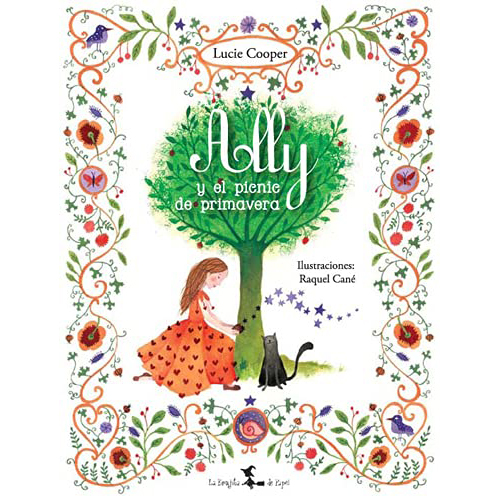 Lucie Cooper
Ally
y el picnic
de primavera
Ilustraciones:
Raquel Cané
La Brujita de Papel